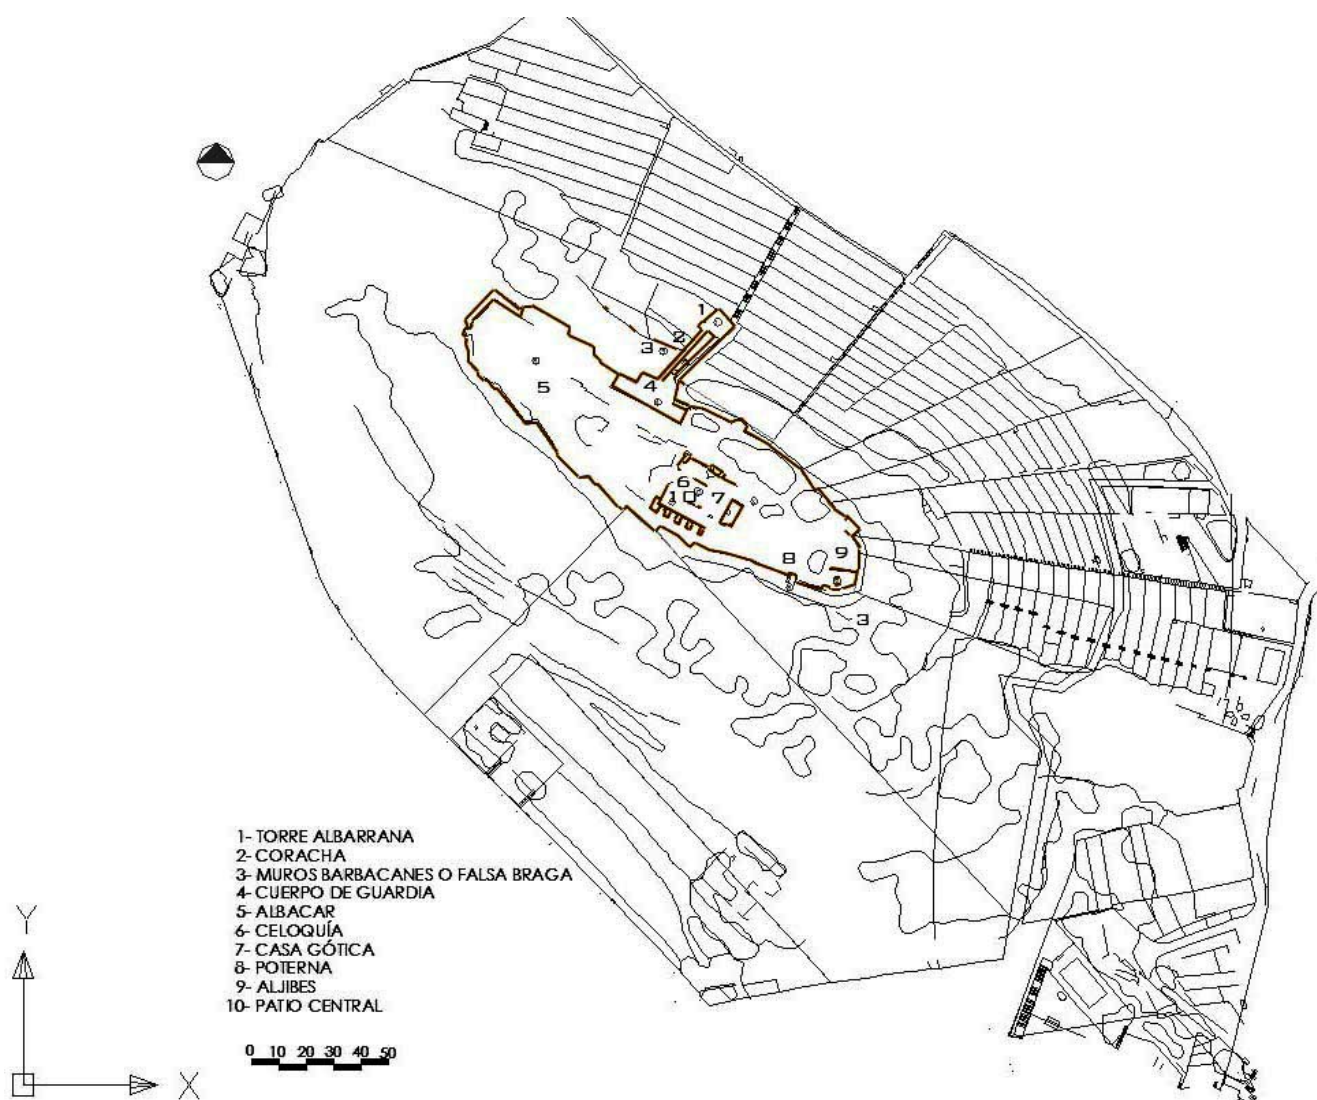 1
2
3
4
5
6
10
7
9
8
3
1- TORRE ALBARRANA
2- CORACHA
3- MUROS BARBACANES O FALSA BRAGA
4- CUERPO DE GUARDIA
5- ALBACAR
6- CELOQUÍA
7- CASA GÓTICA
8- POTERNA
9- ALJIBES
10- PATIO CENTRAL
0 10 20 30 40 50
Y
X